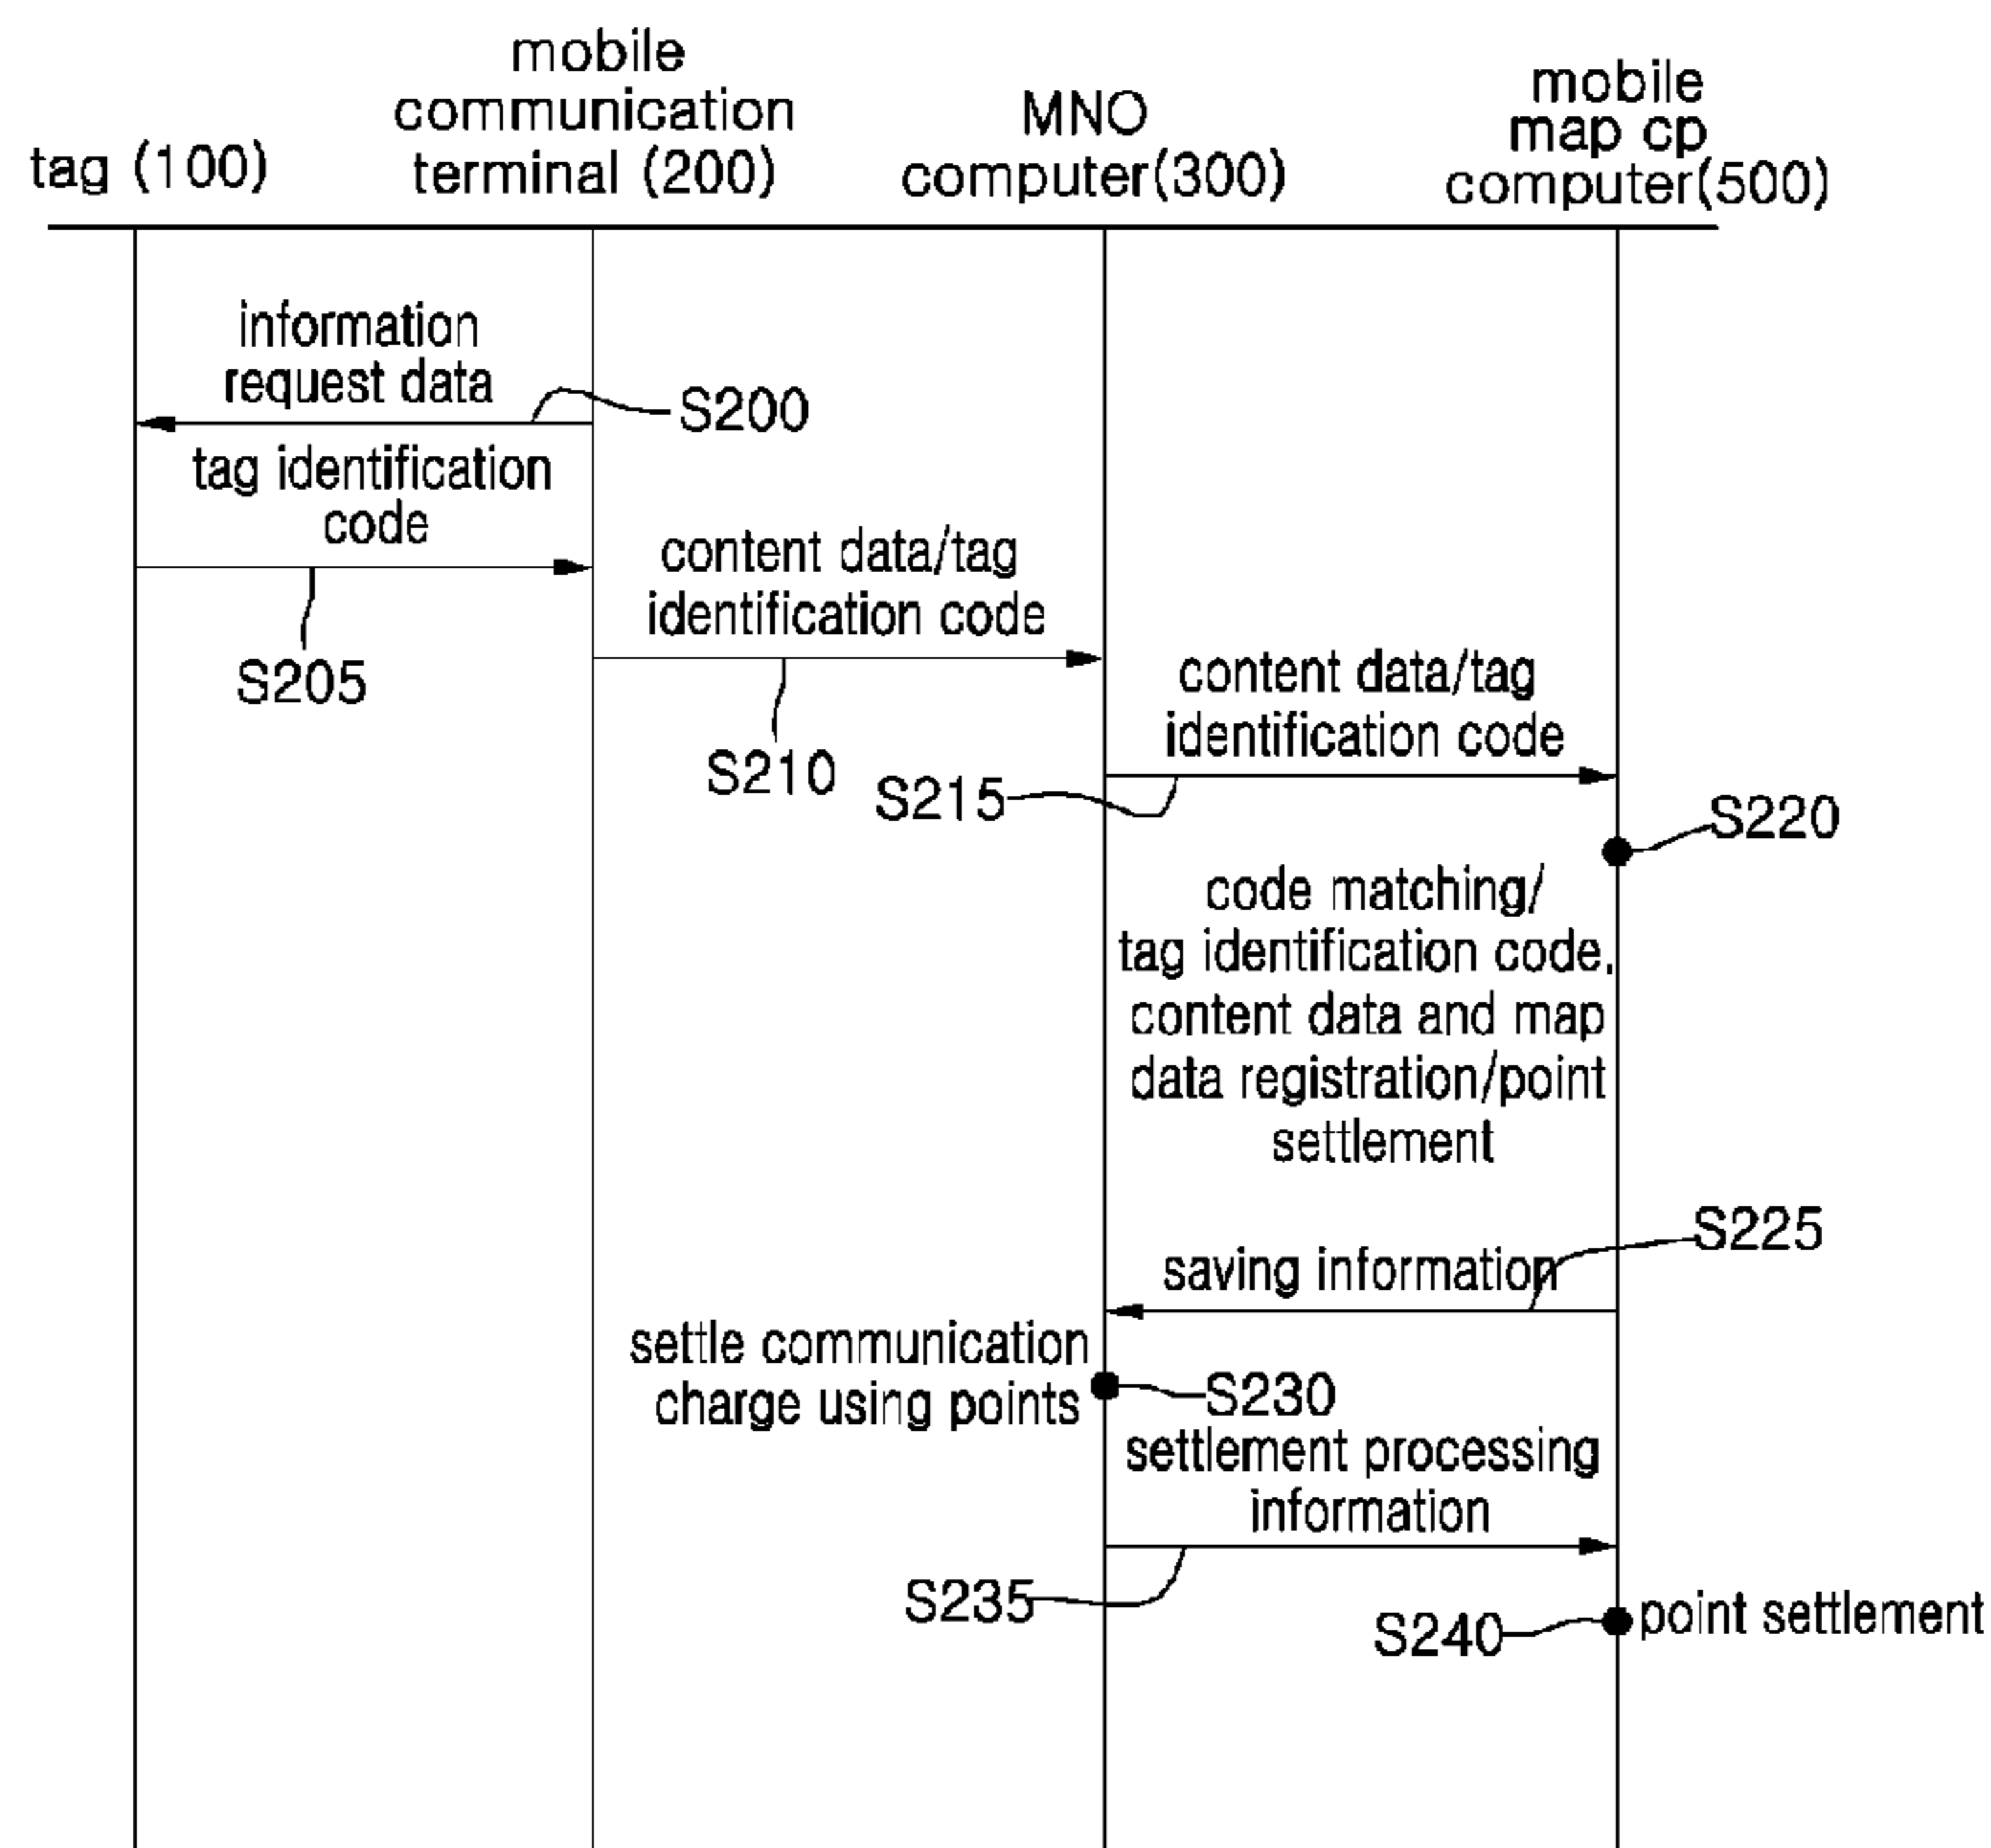 tag (100)
mobile
communication
terminal (200)
MNO
computer(300)
mobile
map cp
computer(500)
information
request data
S200
tag identification
code
S205
content data/tag
identification code
S210
content data/tag
identification code
S215
S220
code matching/
tag identification code,
content data and map
data registration/point
settlement
S225
saving information
settle communication
charge using points
S230
settlement processing
information
S235
S240
point settlement